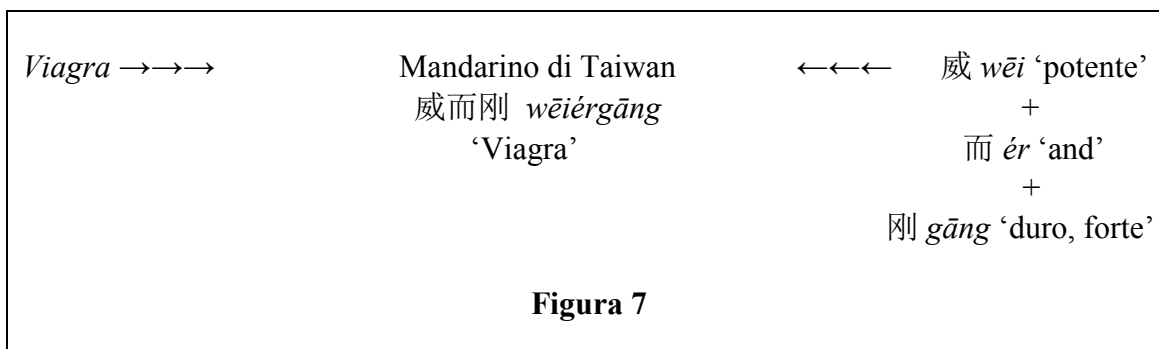 Viagra →→→ Mandarino di Taiwan ←←← 威 wēi ‘potente’
威而刚 wēiérgāng +
‘Viagra’ 而 ér ‘and’
+
刚 gāng ‘duro, forte’
Figura 7